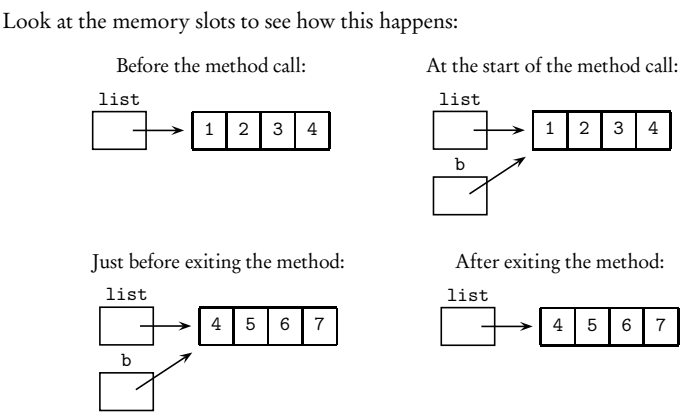 Look at the memory slots to see how this happens:
Before the method call:
list
1 2 3 4
At the start of the method call:
list
1 2 3 4
b
Just before exiting the method:
list
4 5 6 7
b
After exiting the method:
list
4 5 6 7